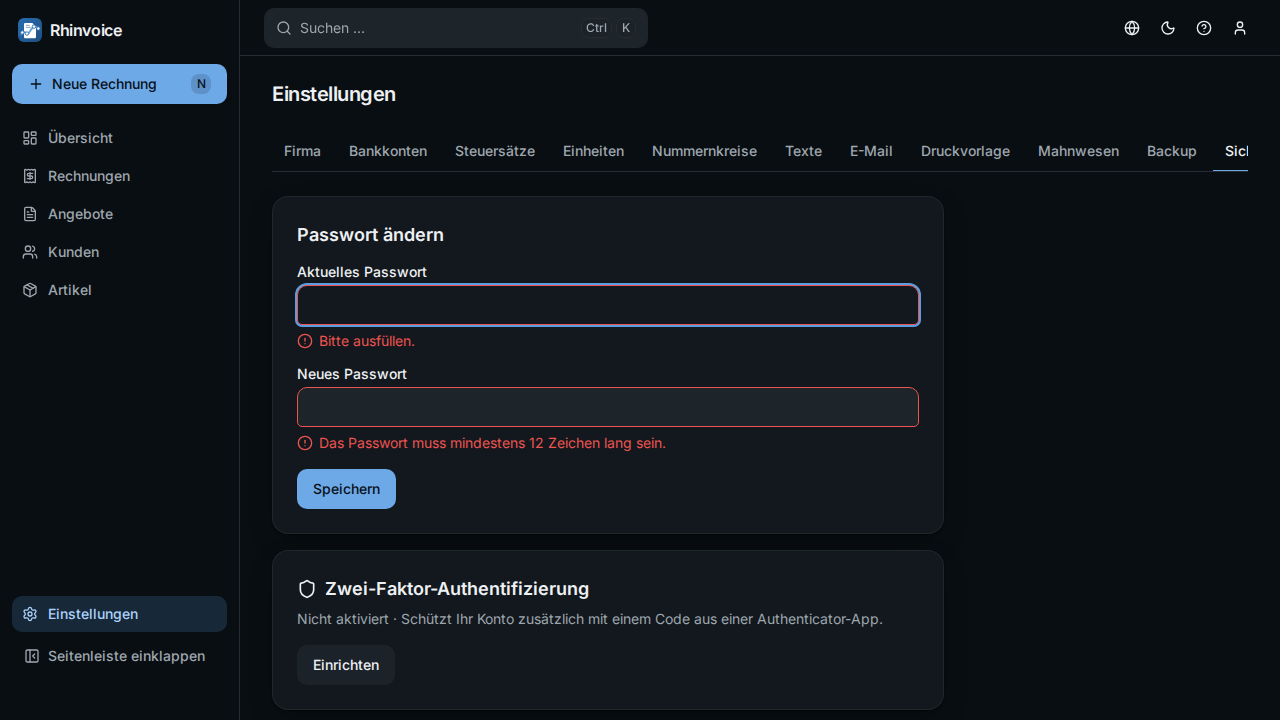 Rhinvoice
Suchen ...
Ctrl K
Neue Rechnung N
Übersicht
Rechnungen
Angebote
Kunden
Artikel
Einstellungen
Seitenleiste einklappen
Einstellungen
Firma Bankkonten Steuersätze Einheiten Nummernkreise Texte E-Mail Druckvorlage Mahnwesen Backup
Passwort ändern
Aktuelles Passwort
Bitte ausfüllen.
Neues Passwort
Das Passwort muss mindestens 12 Zeichen lang sein.
Speichern
Zwei-Faktor-Authentifizierung
Nicht aktiviert · Schützt Ihr Konto zusätzlich mit einem Code aus einer Authenticator-App.
Einrichten